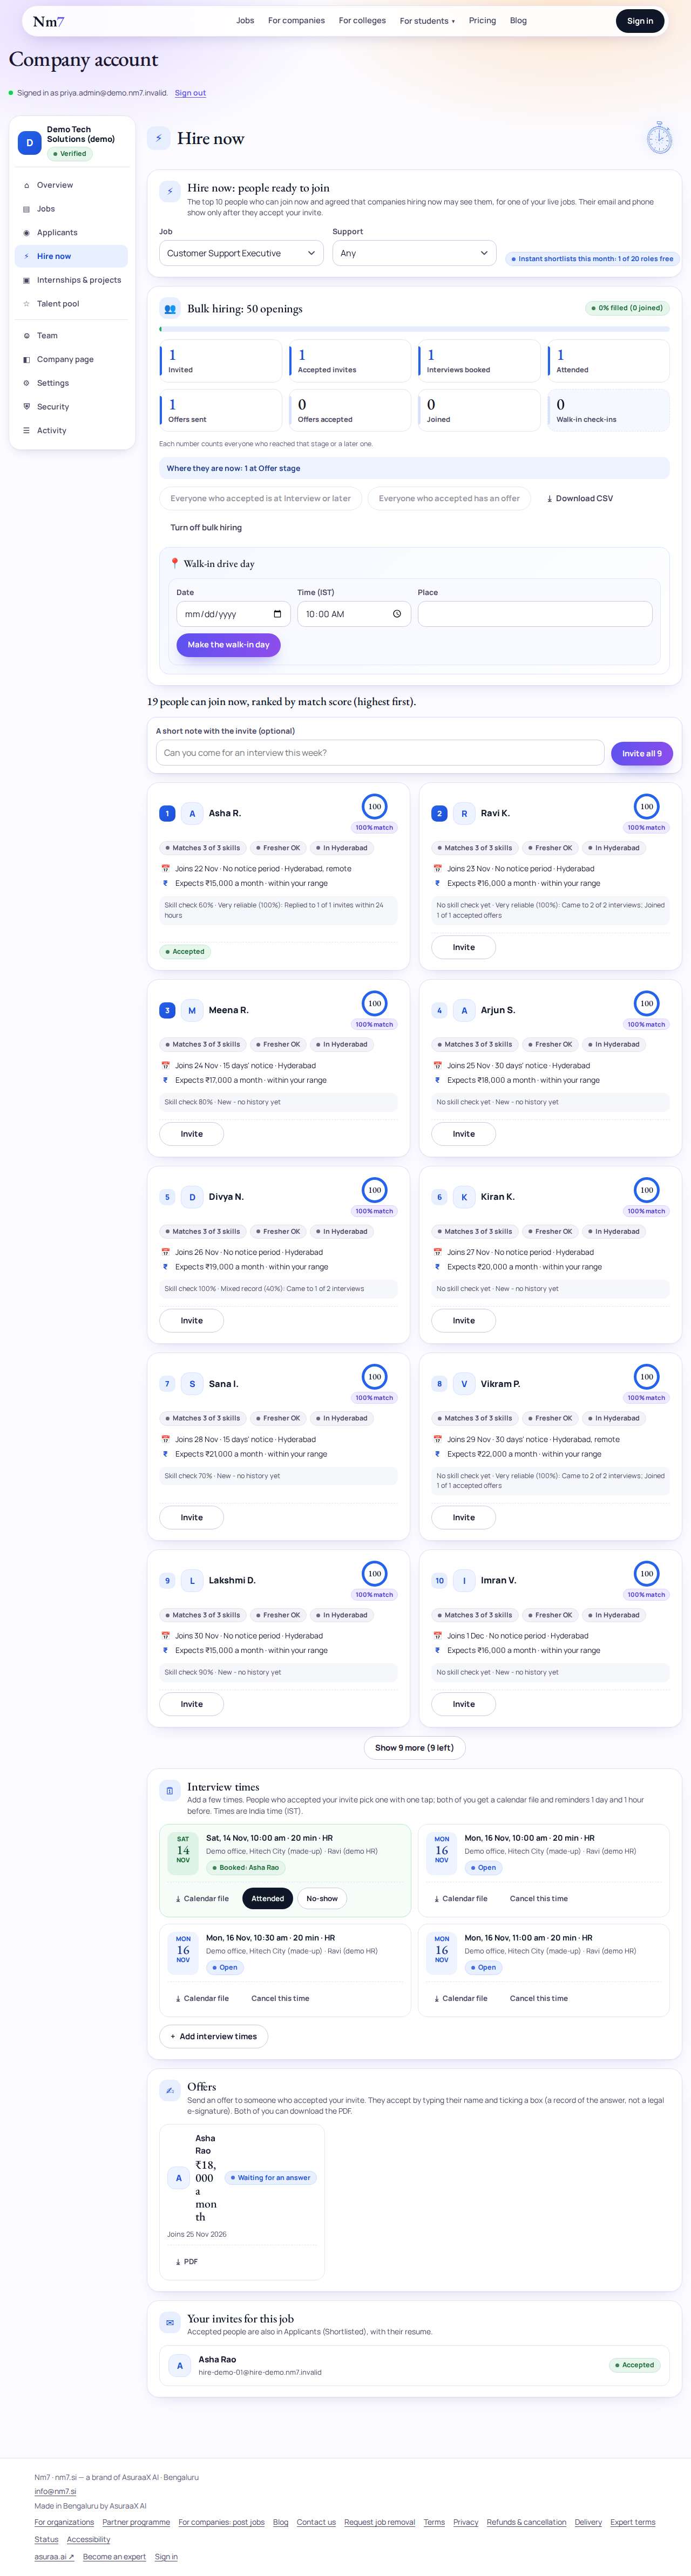 Nm7
Jobs For companies For colleges For students ▾ Pricing Blog
Sign in
Company account
Signed in as priya.admin@demo.nm7.invalid. Sign out
D
Demo Tech
Solutions (demo)
Verified
Overview
Jobs
Applicants
Hire now
Internships & projects
Talent pool
Team
Company page
Settings
Security
Activity
Hire now
Hire now: people ready to join
The top 10 people who can join now and agreed that companies hiring now may see them, for one of your live jobs. Their email and phone
show only after they accept your invite.
Job
Customer Support Executive
Support
Any
Instant shortlists this month: 1 of 20 roles free
Bulk hiring: 50 openings
0% filled (0 joined)
1
Invited
1
Accepted invites
1
Interviews booked
1
Attended
1
Offers sent
0
Offers accepted
0
Joined
0
Walk-in check-ins
Each number counts everyone who reached that stage or a later one.
Where they are now: 1 at Offer stage
Everyone who accepted is at Interview or later
Everyone who accepted has an offer
Download CSV
Turn off bulk hiring
Walk-in drive day
Date
mm/dd/yyyy
Time (IST)
10:00 AM
Place
Make the walk-in day
19 people can join now, ranked by match score (highest first).
A short note with the invite (optional)
Can you come for an interview this week?
Invite all 9
1 A Asha R.
100
100% match
Matches 3 of 3 skills Fresher OK In Hyderabad
Joins 22 Nov · No notice period · Hyderabad, remote
₹ Expects ₹15,000 a month · within your range
Skill check 60% · Very reliable (100%): Replied to 1 of 1 invites within 24
hours
Accepted
2 R Ravi K.
100
100% match
Matches 3 of 3 skills Fresher OK In Hyderabad
Joins 23 Nov · No notice period · Hyderabad
₹ Expects ₹16,000 a month · within your range
No skill check yet · Very reliable (100%): Came to 2 of 2 interviews; Joined
1 of 1 accepted offers
Invite
3 M Meena R.
100
100% match
Matches 3 of 3 skills Fresher OK In Hyderabad
Joins 24 Nov · 15 days' notice · Hyderabad
₹ Expects ₹17,000 a month · within your range
Skill check 80% · New - no history yet
Invite
4 A Arjun S.
100
100% match
Matches 3 of 3 skills Fresher OK In Hyderabad
Joins 25 Nov · 30 days' notice · Hyderabad
₹ Expects ₹18,000 a month · within your range
No skill check yet · New - no history yet
Invite
5 D Divya N.
100
100% match
Matches 3 of 3 skills Fresher OK In Hyderabad
Joins 26 Nov · No notice period · Hyderabad
₹ Expects ₹19,000 a month · within your range
Skill check 100% · Mixed record (40%): Came to 1 of 2 interviews
Invite
6 K Kiran K.
100
100% match
Matches 3 of 3 skills Fresher OK In Hyderabad
Joins 27 Nov · No notice period · Hyderabad
₹ Expects ₹20,000 a month · within your range
No skill check yet · New - no history yet
Invite
7 S Sana I.
100
100% match
Matches 3 of 3 skills Fresher OK In Hyderabad
Joins 28 Nov · 15 days' notice · Hyderabad
₹ Expects ₹21,000 a month · within your range
Skill check 70% · New - no history yet
Invite
8 V Vikram P.
100
100% match
Matches 3 of 3 skills Fresher OK In Hyderabad
Joins 29 Nov · 30 days' notice · Hyderabad, remote
₹ Expects ₹22,000 a month · within your range
No skill check yet · Very reliable (100%): Came to 2 of 2 interviews; Joined
1 of 1 accepted offers
Invite
9 L Lakshmi D.
100
100% match
Matches 3 of 3 skills Fresher OK In Hyderabad
Joins 30 Nov · No notice period · Hyderabad
₹ Expects ₹15,000 a month · within your range
Skill check 90% · New - no history yet
Invite
10 I Imran V.
100
100% match
Matches 3 of 3 skills Fresher OK In Hyderabad
Joins 1 Dec · No notice period · Hyderabad
₹ Expects ₹16,000 a month · within your range
No skill check yet · New - no history yet
Invite
Show 9 more (9 left)
Interview times
Add a few times. People who accepted your invite pick one with one tap; both of you get a calendar file and reminders 1 day and 1 hour
before. Times are India time (IST).
SAT
14
NOV
Sat, 14 Nov, 10:00 am · 20 min · HR
Demo office, Hitech City (made-up) · Ravi (demo HR)
Booked: Asha Rao
Calendar file Attended No-show
MON
16
NOV
Mon, 16 Nov, 10:00 am · 20 min · HR
Demo office, Hitech City (made-up) · Ravi (demo HR)
Open
Calendar file Cancel this time
MON
16
NOV
Mon, 16 Nov, 10:30 am · 20 min · HR
Demo office, Hitech City (made-up) · Ravi (demo HR)
Open
Calendar file Cancel this time
MON
16
NOV
Mon, 16 Nov, 11:00 am · 20 min · HR
Demo office, Hitech City (made-up) · Ravi (demo HR)
Open
Calendar file Cancel this time
+ Add interview times
Offers
Send an offer to someone who accepted your invite. They accept by typing their name and ticking a box (a record of the answer, not a legal
e-signature). Both of you can download the PDF.
A
Asha
Rao
₹18,
000
a
mon
th
Waiting for an answer
Joins 25 Nov 2026
PDF
Your invites for this job
Accepted people are also in Applicants (Shortlisted), with their resume.
A
Asha Rao
hire-demo-01@hire-demo.nm7.invalid
Accepted
Nm7 · nm7.si — a brand of AsuraaX AI · Bengaluru
info@nm7.si
Made in Bengaluru by AsuraaX AI
For organizations Partner programme For companies: post jobs Blog Contact us Request job removal Terms Privacy Refunds & cancellation Delivery Expert terms
Status Accessibility
asuraa.ai ↗ Become an expert Sign in